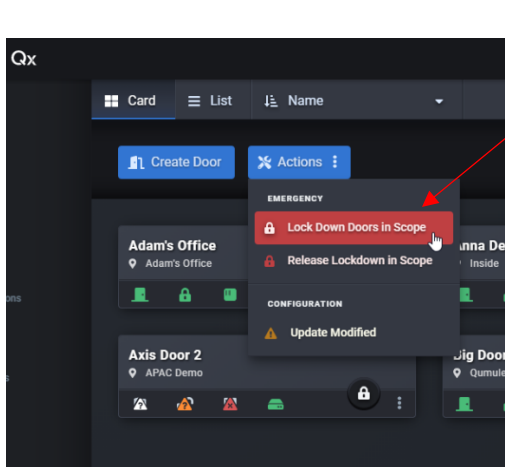 Qx
Card
List
Name
Create Door
Actions
EMERGENCY
Lock Down Doors in Scope
Release Lockdown in Scope
CONFIGURATION
Update Modified
Adam's Office
Adam's Office
Inside
ons
Axis Door 2
APAC Demo
s